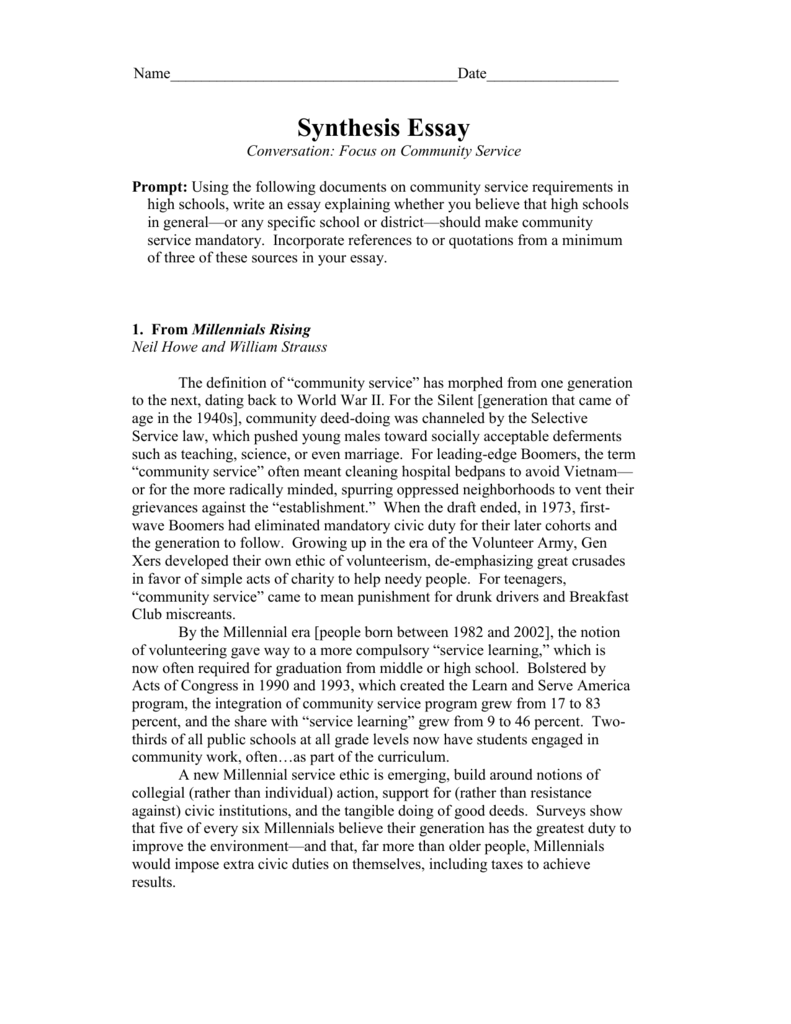 Name_____________________________________Date_________________
Synthesis Essay
Conversation: Focus on Community Service
Prompt: Using the following documents on community service requirements in
high schools, write an essay explaining whether you believe that high schools
in general—or any specific school or district—should make community
service mandatory.  Incorporate references to or quotations from a minimum
of three of these sources in your essay.
1.  From Millennials Rising
Neil Howe and William Strauss
The definition of “community service” has morphed from one generation
to the next, dating back to World War II. For the Silent [generation that came of
age in the 1940s], community deed-doing was channeled by the Selective
Service law, which pushed young males toward socially acceptable deferments
such as teaching, science, or even marriage.  For leading-edge Boomers, the term
“community service” often meant cleaning hospital bedpans to avoid Vietnam—
or for the more radically minded, spurring oppressed neighborhoods to vent their
grievances against the “establishment.”  When the draft ended, in 1973, first-
wave Boomers had eliminated mandatory civic duty for their later cohorts and
the generation to follow.  Growing up in the era of the Volunteer Army, Gen
Xers developed their own ethic of volunteerism, de-emphasizing great crusades
in favor of simple acts of charity to help needy people.  For teenagers,
“community service” came to mean punishment for drunk drivers and Breakfast
Club miscreants.
By the Millennial era [people born between 1982 and 2002], the notion
of volunteering gave way to a more compulsory “service learning,” which is
now often required for graduation from middle or high school.  Bolstered by
Acts of Congress in 1990 and 1993, which created the Learn and Serve America
program, the integration of community service program grew from 17 to 83
percent, and the share with “service learning” grew from 9 to 46 percent.  Two-
thirds of all public schools at all grade levels now have students engaged in
community work, often…as part of the curriculum.
A new Millennial service ethic is emerging, build around notions of
collegial (rather than individual) action, support for (rather than resistance
against) civic institutions, and the tangible doing of good deeds.  Surveys show
that five of every six Millennials believe their generation has the greatest duty to
improve the environment—and that, far more than older people, Millennials
would impose extra civic duties on themselves, including taxes to achieve
results.